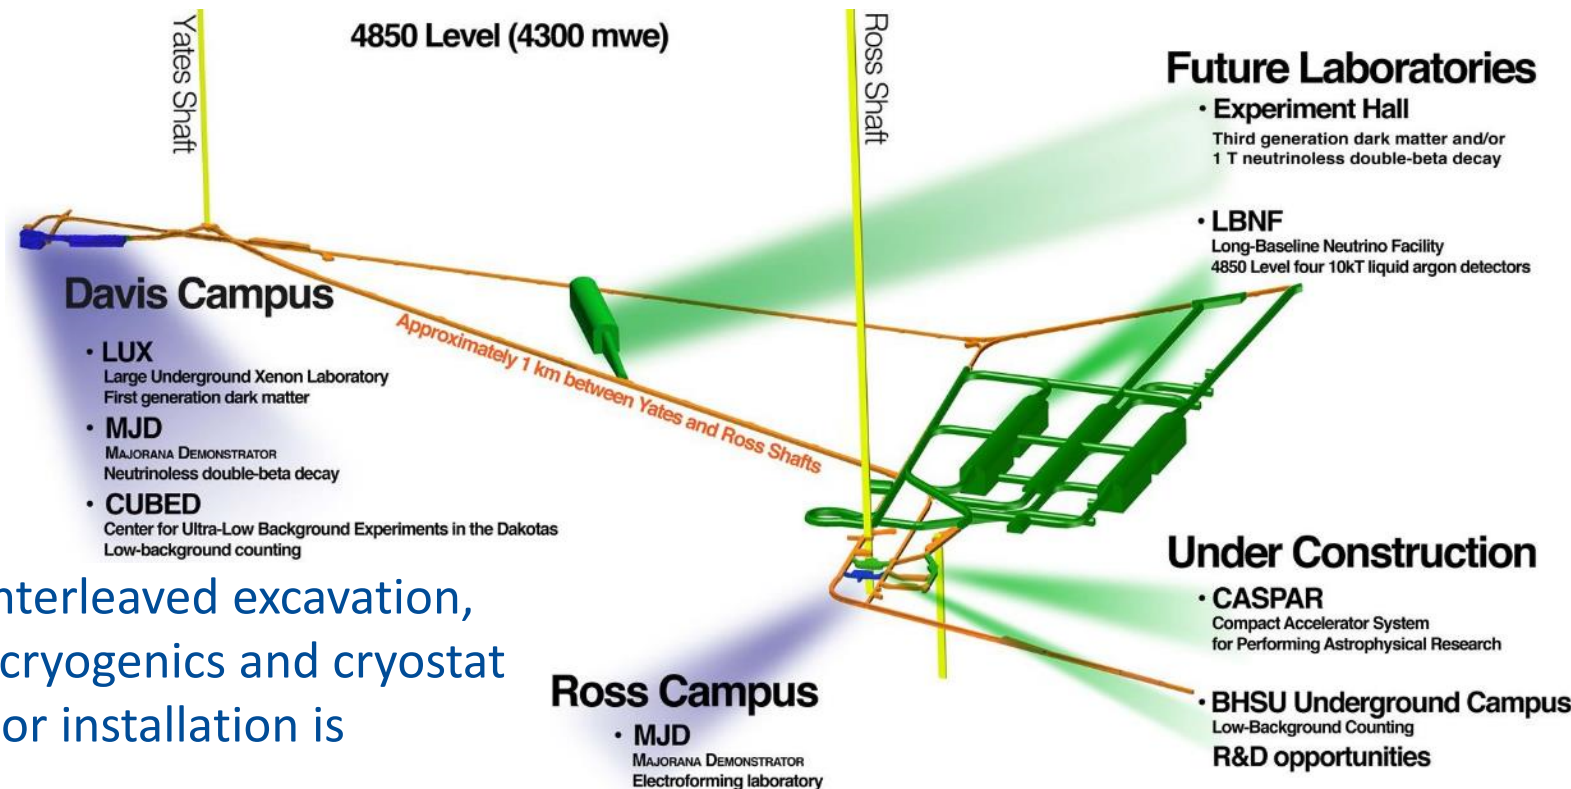 Yates Shaft
4850 Level (4300 mwe)
Ross Shaft
Future Laboratories
• Experiment Hall
Third generation dark matter and/or
1 T neutrinoless double-beta decay
• LBNF
Long-Baseline Neutrino Facility
4850 Level four 10kT liquid argon detectors
Davis Campus
• LUX
Large Underground Xenon Laboratory
First generation dark matter
• MJD
MAJORANA DEMONSTRATOR
Neutrinoless double-beta decay
• CUBED
Center for Ultra-Low Background Experiments in the Dakotas
Low-background counting
Approximately 1 km between Yates and Ross Shafts
nterleaved excavation,
cryogenics and cryostat
or installation is
Ross Campus
• MJD
MAJORANA DEMONSTRATOR
Electroforming laboratory
Under Construction
• CASPAR
Compact Accelerator System
for Performing Astrophysical Research
• BHSU Underground Campus
Low-Background Counting
R&D opportunities